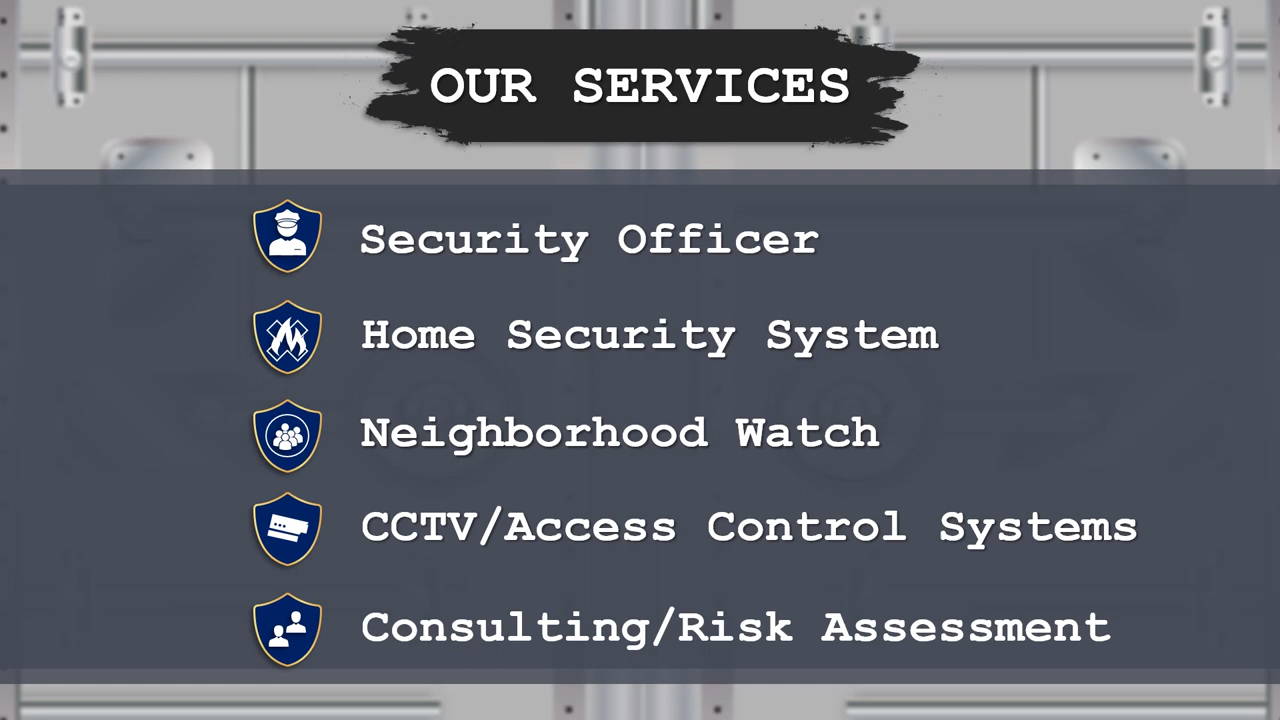 OUR SERVICES
Security Officer
Home Security System
Neighborhood Watch
CCTV/Access Control Systems
Consulting/Risk Assessment